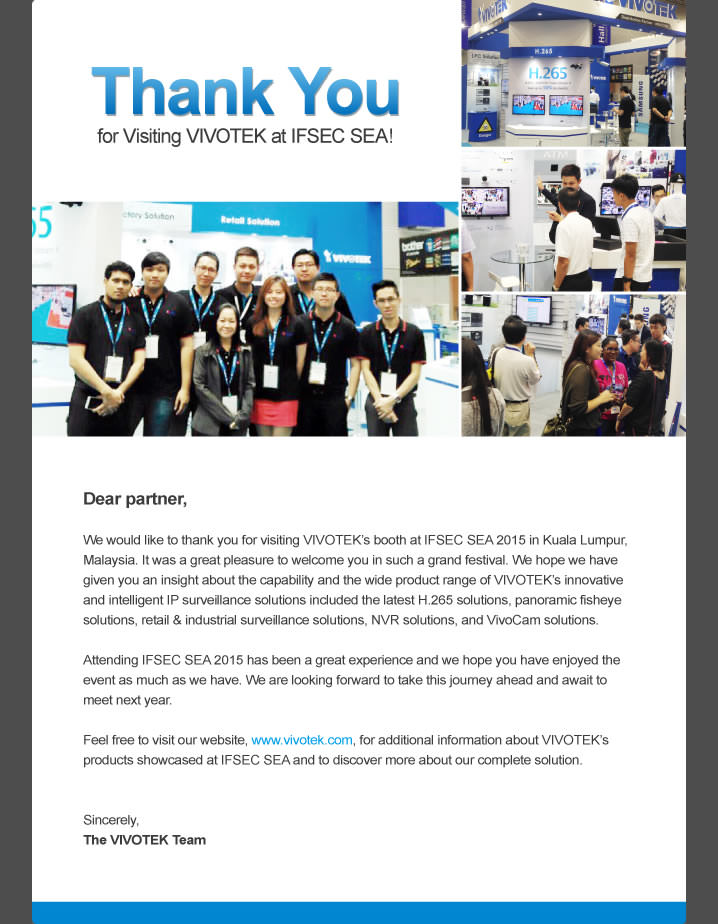 Thank You
for Visiting VIVOTEK at IFSEC SEA!
VIVOTEK
LPC Solution
H.265
H.265
SAMSUNG
Retail Solution
VIVOTEK
brother
Dear partner,
We would like to thank you for visiting VIVOTEK's booth at IFSEC SEA 2015 in Kuala Lumpur,
Malaysia. It was a great pleasure to welcome you in such a grand festival. We hope we have
given you an insight about the capability and the wide product range of VIVOTEK's innovative
and intelligent IP surveillance solutions included the latest H.265 solutions, panoramic fisheye
solutions, retail & industrial surveillance solutions, NVR solutions, and VivoCam solutions.
Attending IFSEC SEA 2015 has been a great experience and we hope you have enjoyed the
event as much as we have. We are looking forward to take this journey ahead and await to
meet next year.
Feel free to visit our website, www.vivotek.com, for additional information about VIVOTEK's
products showcased at IFSEC SEA and to discover more about our complete solution.
Sincerely,
The VIVOTEK Team